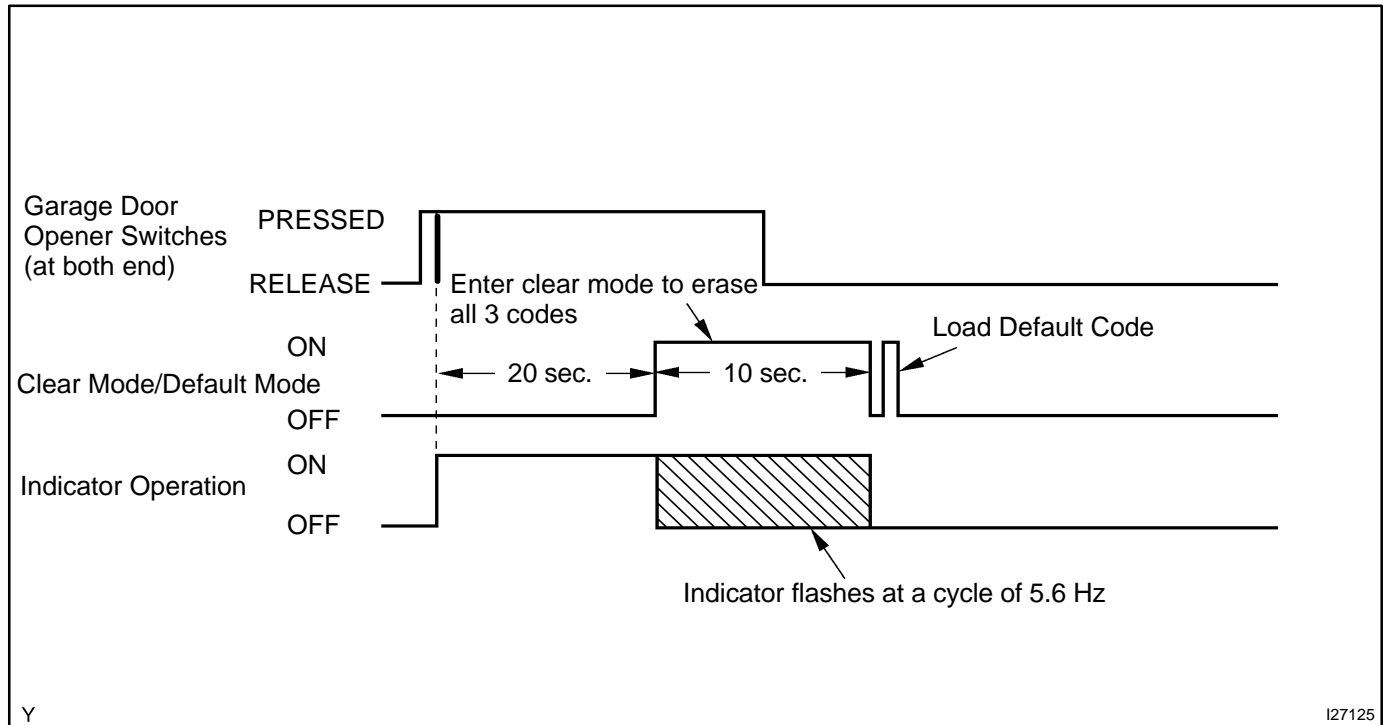 Garage Door
Opener Switches
(at both end)
PRESSED
RELEASE
Enter clear mode to erase
all 3 codes
Load Default Code
Clear Mode/Default Mode
ON
OFF
20 sec.
10 sec.
Indicator Operation
ON
OFF
Indicator flashes at a cycle of 5.6 Hz
Y
I27125